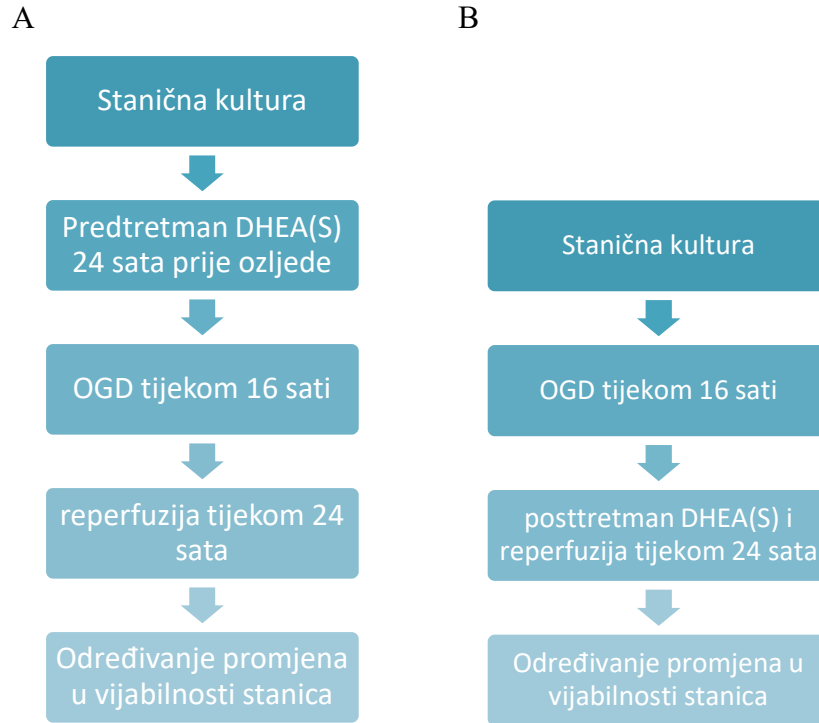 A
Stanična kultura
Predtretman DHEA(S)
24 sata prije ozljede
OGD tijekom 16 sati
reperfuzija tijekom 24
sata
Određivanje promjena
u vijabilnosti stanica
B
Stanična kultura
OGD tijekom 16 sati
posttretman DHEA(S) i
reperfuzija tijekom 24 sata
Određivanje promjena u
vijabilnosti stanica